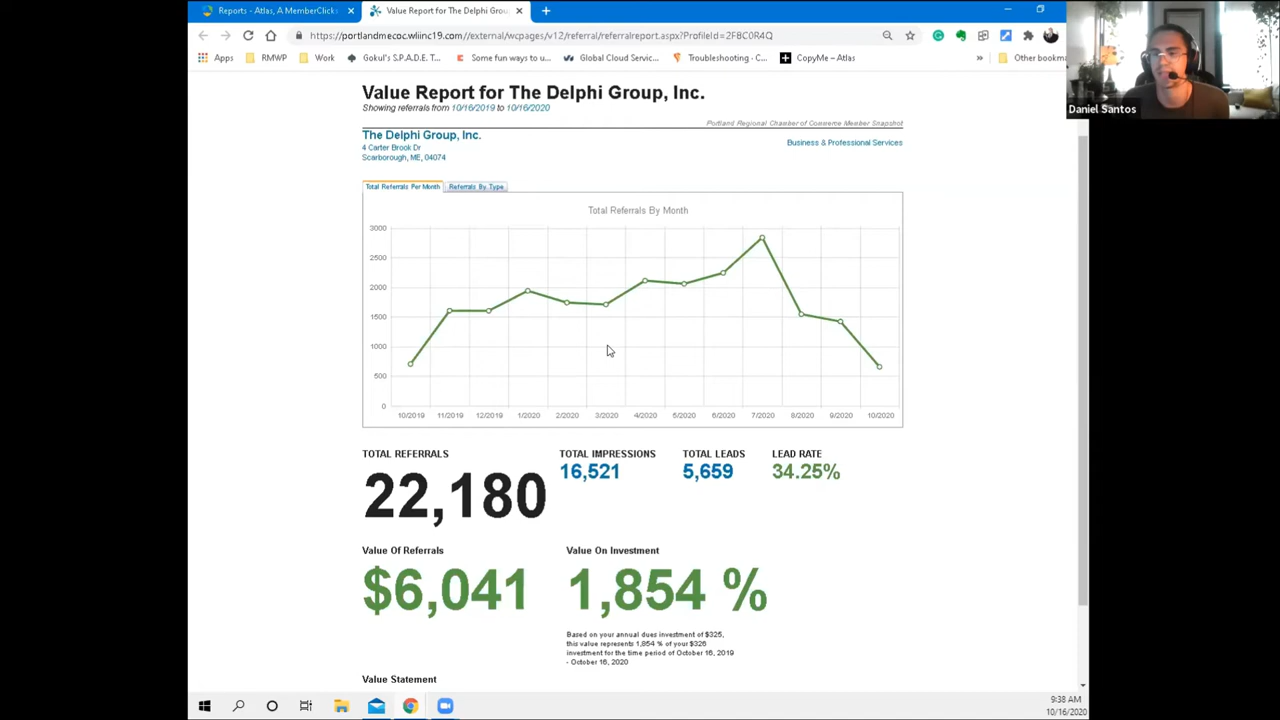 Reports - Atlas, A MemberClicks
Value Report for The Delphi Grou
https://portlandmecoc.wliinc19.com//external/wcpages/v12/referral/referralreport.aspx?ProfileId=2F8C0R4Q
Apps
RMWP
Work
Gokul's S.P.A.D.E. T...
Some fun ways to u...
Global Cloud Servic...
Troubleshooting - C...
CopyMe – Atlas
»
Other bookma
Daniel Santos
Value Report for The Delphi Group, Inc.
Showing referrals from 10/16/2019 to 10/16/2020
Portland Regional Chamber of Commerce Member Snapshot
The Delphi Group, Inc.
Business & Professional Services
4 Carter Brook Dr
Scarborough, ME, 04074
Total Referrals Per Month
Referrals By Type
Total Referrals By Month
3000
2500
2000
1500
1000
500
0
10/2019 11/2019 12/2019 1/2020 2/2020 3/2020 4/2020 5/2020 6/2020 7/2020 8/2020 9/2020 10/2020
TOTAL REFERRALS
22,180
TOTAL IMPRESSIONS
16,521
TOTAL LEADS
5,659
LEAD RATE
34.25%
Value Of Referrals
$6,041
Value On Investment
1,854 %
Based on your annual dues investment of $325,
this value represents 1,854 % of your $326
investment for the time period of October 16, 2019
- October 16, 2020
Value Statement
9:38 AM
10/16/2020